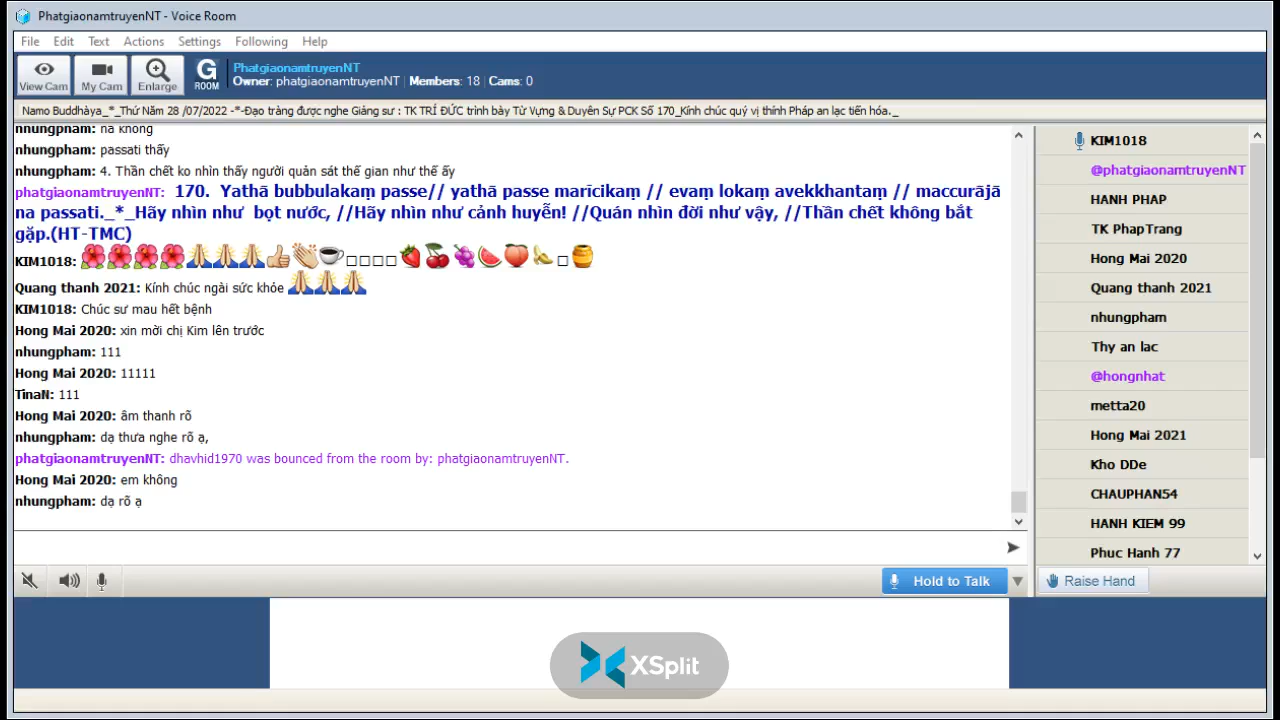 PhatgiaonamtruyenNT - Voice Room
File Edit Text Actions Settings Following Help
View Cam My Cam Enlarge G ROOM
PhatgiaonamtruyenNT
Owner: phatgiaonamtruyenNT Members: 18 Cams: 0
Namo Buddhàya_*_Thứ Năm 28 /07/2022 -*-Đạo tràng được nghe Giảng sư : TK TRÍ ĐỨC trình bày Từ Vựng & Duyên Sự PCK Số 170_Kính chúc quý vị thính Pháp an lạc tiến hóa._
nhungpham: na không
nhungpham: passati thấy
nhungpham: 4. Thần chết ko nhìn thấy người quản sát thế gian như thế ấy
phatgiaonamtruyenNT: 170. Yathā bubbulakaṃ passe// yathā passe marīcikaṃ // evaṃ lokaṃ avekkhantaṃ // maccurājā
na passati._*_Hãy nhìn như bọt nước, //Hãy nhìn như cảnh huyễn! //Quán nhìn đời như vậy, //Thần chết không bắt
gặp.(HT-TMC)
KIM1018:
Quang thanh 2021: Kính chúc ngài sức khỏe
KIM1018: Chúc sư mau hết bệnh
Hong Mai 2020: xin mời chị Kim lên trước
nhungpham: 111
Hong Mai 2020: 11111
TinaN: 111
Hong Mai 2020: âm thanh rõ
nhungpham: dạ thưa nghe rõ ạ,
phatgiaonamtruyenNT: dhavhid1970 was bounced from the room by: phatgiaonamtruyenNT.
Hong Mai 2020: em không
nhungpham: dạ rõ ạ
KIM1018
@phatgiaonamtruyenNT
HANH PHAP
TK PhapTrang
Hong Mai 2020
Quang thanh 2021
nhungpham
Thy an lac
@hongnhat
metta20
Hong Mai 2021
Kho DDe
CHAUPHAN54
HANH KIEM 99
Phuc Hanh 77
Hold to Talk
Raise Hand
XSplit